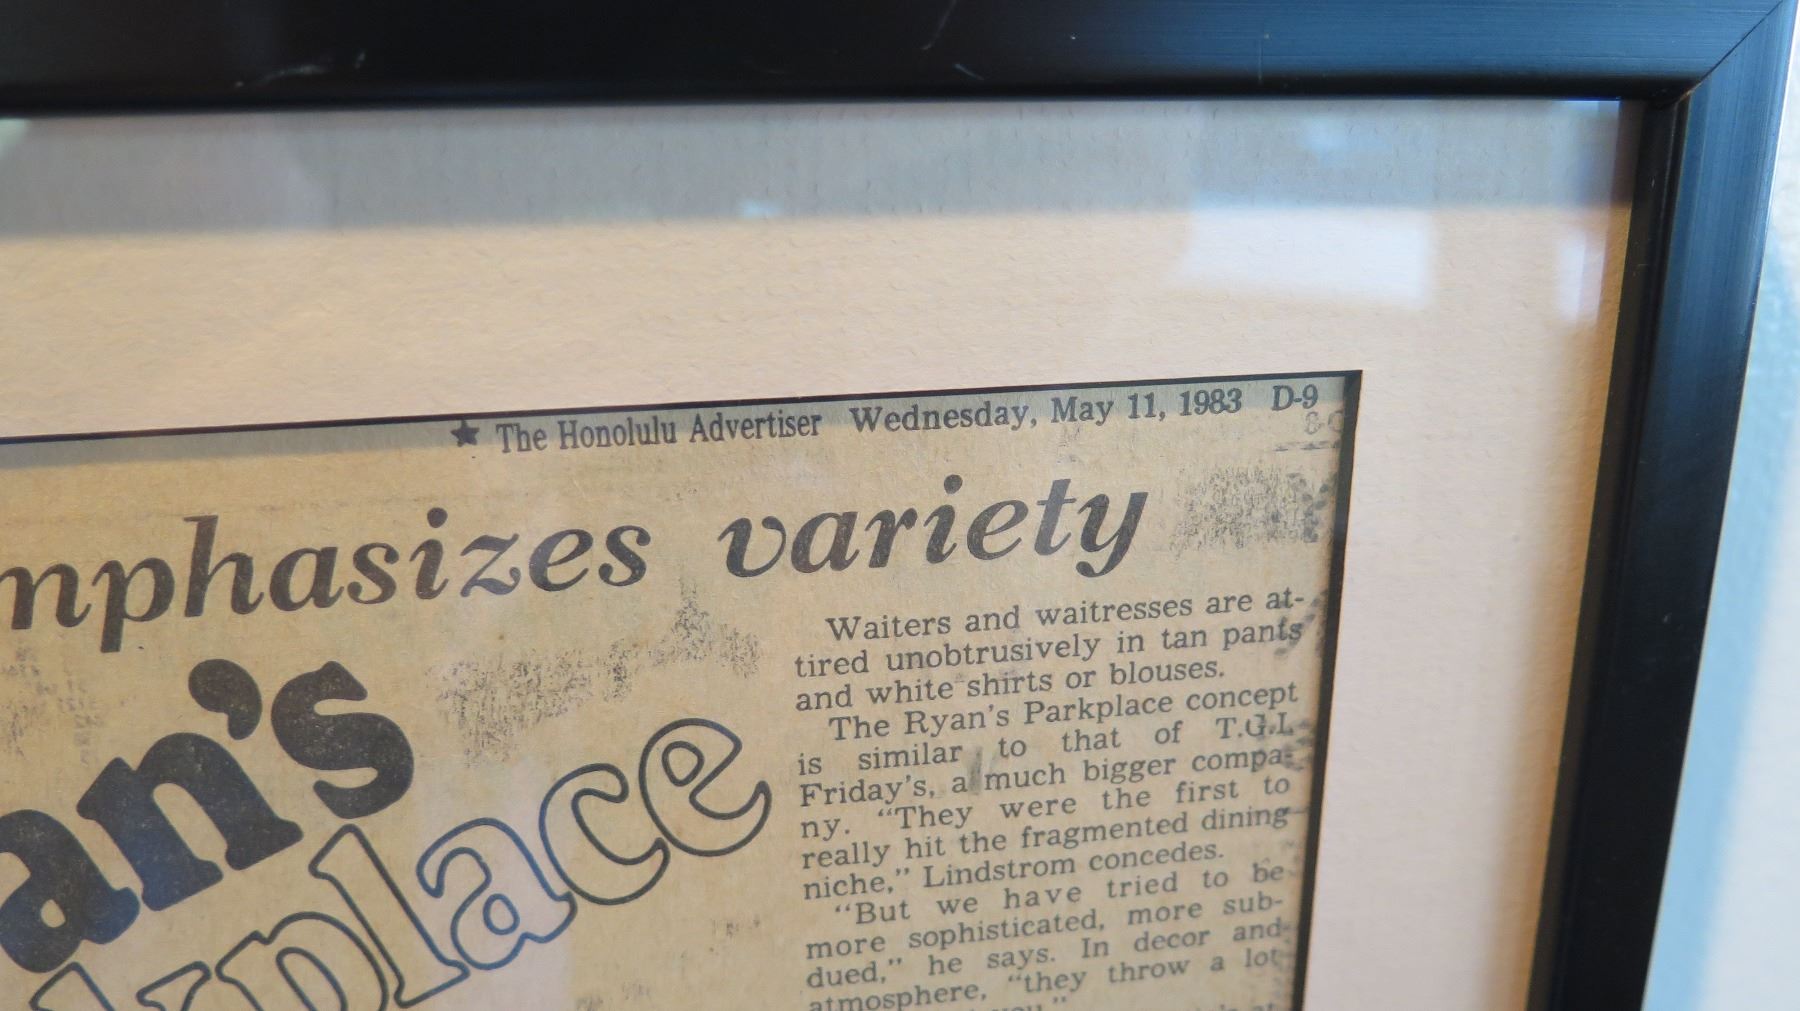 ★ The Honolulu Advertiser Wednesday, May 11, 1983 D-9
mphasizes variety
an's
kplace
Waiters and waitresses are at-
tired unobtrusively in tan pants
and white shirts or blouses.
The Ryan's Parkplace concept
is similar to that of T.G.I.
Friday's, a much bigger compa-
ny. "They were the first to
really hit the fragmented dining
niche," Lindstrom concedes.
"But we have tried to be
more sophisticated, more sub-
dued," he says. In decor and
atmosphere, "they throw a lot
you."